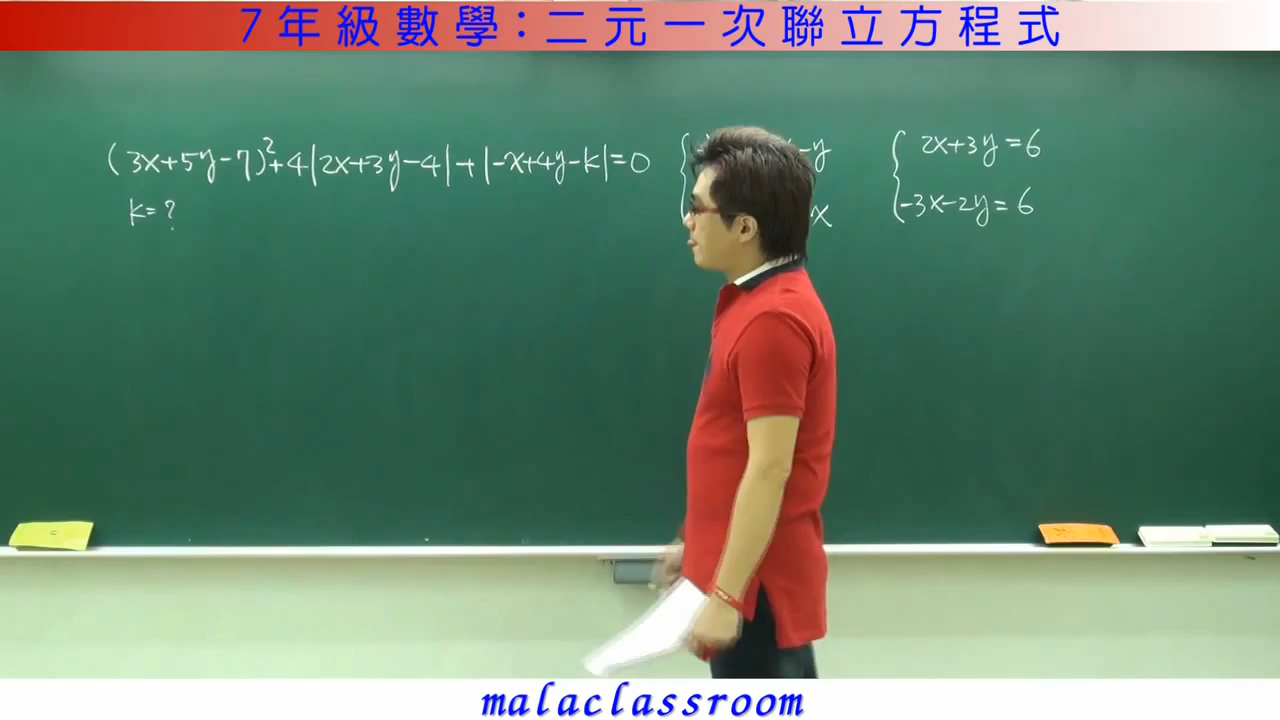 7年級數學:二元一次聯立方程式
(3x+5y-7)²+4|2x+3y-4|+|-x+4y-k|=0
k=?
-y
x
2x+3y=6
-3x-2y=6
malaclassroom